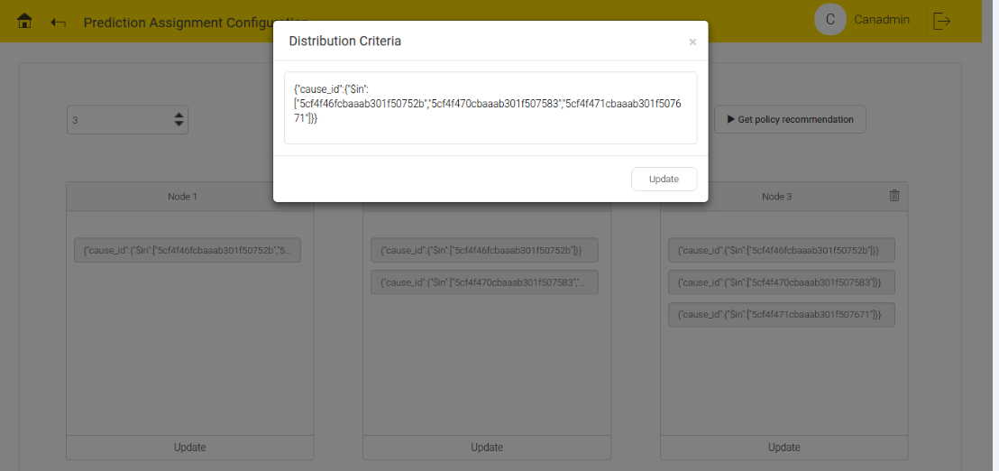 Prediction Assignment Configuration
C
Canadmin
Distribution Criteria
×
{"cause_id":{"$in":
["5cf4f46fcbaaab301f50752b","5cf4f470cbaaab301f507583","5cf4f471cbaaab301f5076
71"]}}
Update
3
Get policy recommendation
Node 1
{"cause_id":{"$in":["5cf4f46fcbaaab301f50752b","5...
Update
{"cause_id":{"$in":["5cf4f46fcbaaab301f50752b"]}}
{"cause_id":{"$in":["5cf4f470cbaaab301f507583","...
Update
Node 3
{"cause_id":{"$in":["5cf4f46fcbaaab301f50752b"]}}
{"cause_id":{"$in":["5cf4f470cbaaab301f507583"]}}
{"cause_id":{"$in":["5cf4f471cbaaab301f507671"]}}
Update